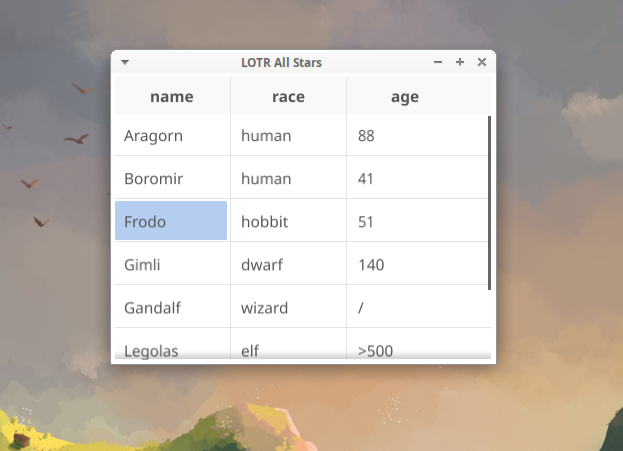 LOTR All Stars
name race age
Aragorn human 88
Boromir human 41
Frodo hobbit 51
Gimli dwarf 140
Gandalf wizard /
Legolas elf >500